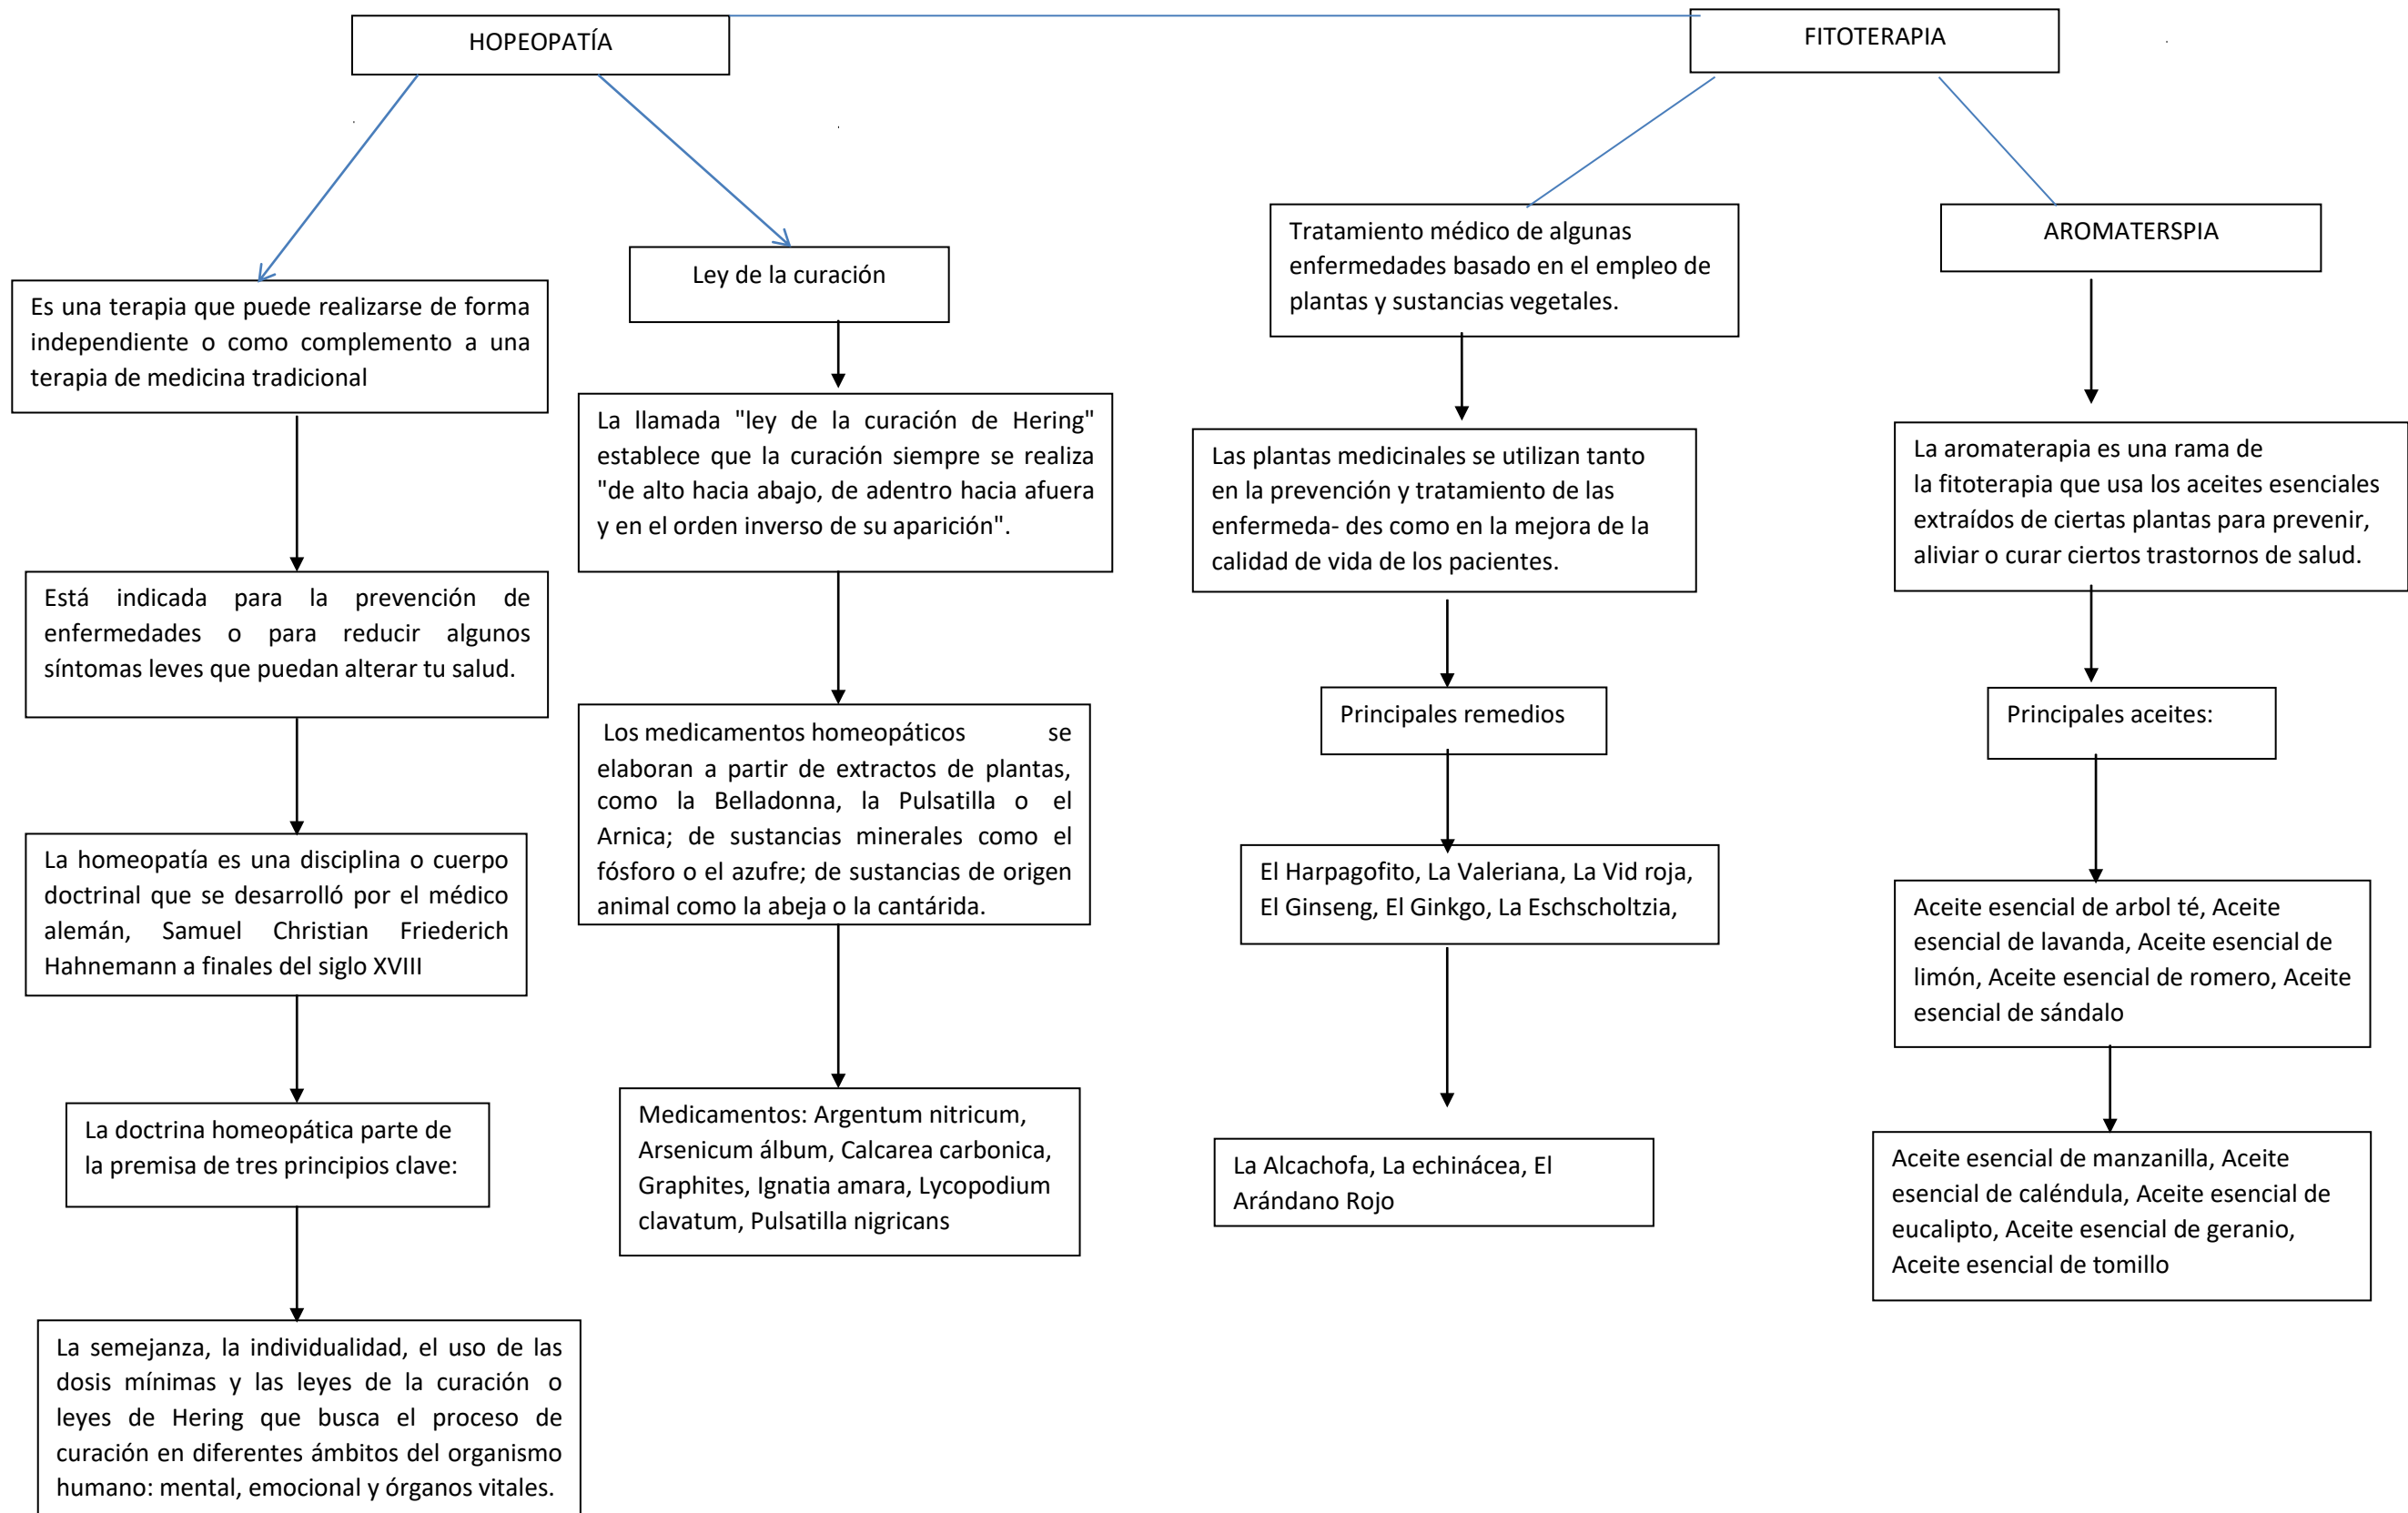 HOPEOPATÍA
FITOTERAPIA
Es una terapia que puede realizarse de forma
independiente o como complemento a una
terapia de medicina tradicional
Está indicada para la prevención de
enfermedades o para reducir algunos
síntomas leves que puedan alterar tu salud.
La homeopatía es una disciplina o cuerpo
doctrinal que se desarrolló por el médico
alemán, Samuel Christian Friederich
Hahnemann a finales del siglo XVIII
La doctrina homeopática parte de
la premisa de tres principios clave:
La semejanza, la individualidad, el uso de las
dosis mínimas y las leyes de la curación o
leyes de Hering que busca el proceso de
curación en diferentes ámbitos del organismo
humano: mental, emocional y órganos vitales.
Ley de la curación
La llamada "ley de la curación de Hering"
establece que la curación siempre se realiza
"de alto hacia abajo, de adentro hacia afuera
y en el orden inverso de su aparición".
Los medicamentos homeopáticos se
elaboran a partir de extractos de plantas,
como la Belladonna, la Pulsatilla o el
Arnica; de sustancias minerales como el
fósforo o el azufre; de sustancias de origen
animal como la abeja o la cantárida.
Medicamentos: Argentum nitricum,
Arsenicum álbum, Calcarea carbonica,
Graphites, Ignatia amara, Lycopodium
clavatum, Pulsatilla nigricans
Tratamiento médico de algunas
enfermedades basado en el empleo de
plantas y sustancias vegetales.
Las plantas medicinales se utilizan tanto
en la prevención y tratamiento de las
enfermeda- des como en la mejora de la
calidad de vida de los pacientes.
Principales remedios
El Harpagofito, La Valeriana, La Vid roja,
El Ginseng, El Ginkgo, La Eschscholtzia,
La Alcachofa, La echinácea, El
Arándano Rojo
AROMATERSPIA
La aromaterapia es una rama de
la fitoterapia que usa los aceites esenciales
extraídos de ciertas plantas para prevenir,
aliviar o curar ciertos trastornos de salud.
Principales aceites:
Aceite esencial de arbol té, Aceite
esencial de lavanda, Aceite esencial de
limón, Aceite esencial de romero, Aceite
esencial de sándalo
Aceite esencial de manzanilla, Aceite
esencial de caléndula, Aceite esencial de
eucalipto, Aceite esencial de geranio,
Aceite esencial de tomillo